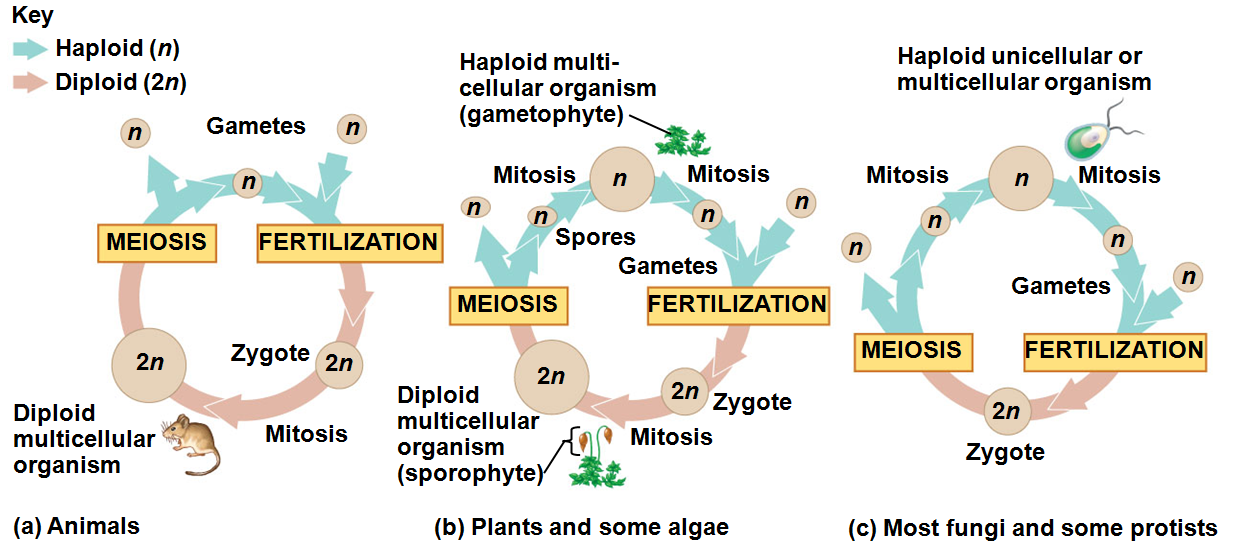 Key
Haploid (n)
Diploid (2n)
n
Gametes
n
n
MEIOSIS
FERTILIZATION
2n
Zygote
2n
Diploid
multicellular
organism
Mitosis
(a) Animals
Haploid multi-
cellular organism
(gametophyte)
Mitosis
n
Mitosis
n
n
n
n
Spores
Gametes
MEIOSIS
FERTILIZATION
2n
2n
Zygote
Diploid
multicellular
organism
(sporophyte)
Mitosis
(b) Plants and some algae
Haploid unicellular or
multicellular organism
Mitosis
n
Mitosis
n
n
n
n
Gametes
MEIOSIS
FERTILIZATION
2n
Zygote
(c) Most fungi and some protists